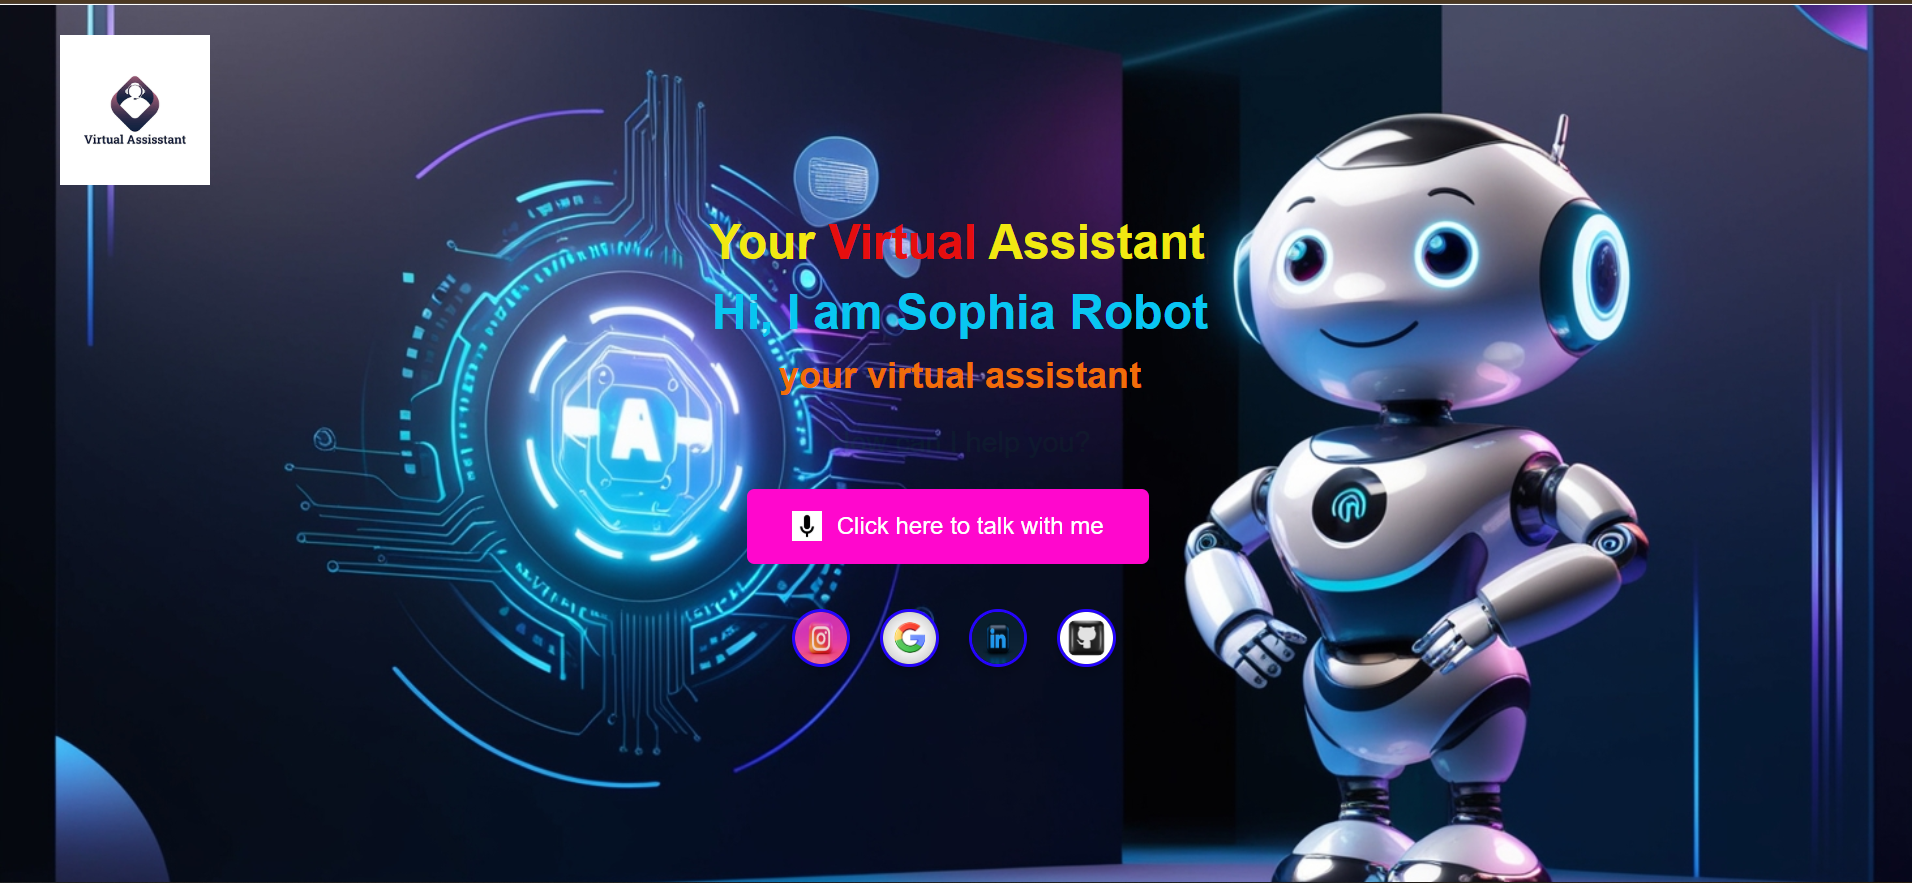 Virtual Assisstant
Your Virtual Assistant
Hi, I am Sophia Robot
your virtual assistant
can I help you?
A
Click here to talk with me
in